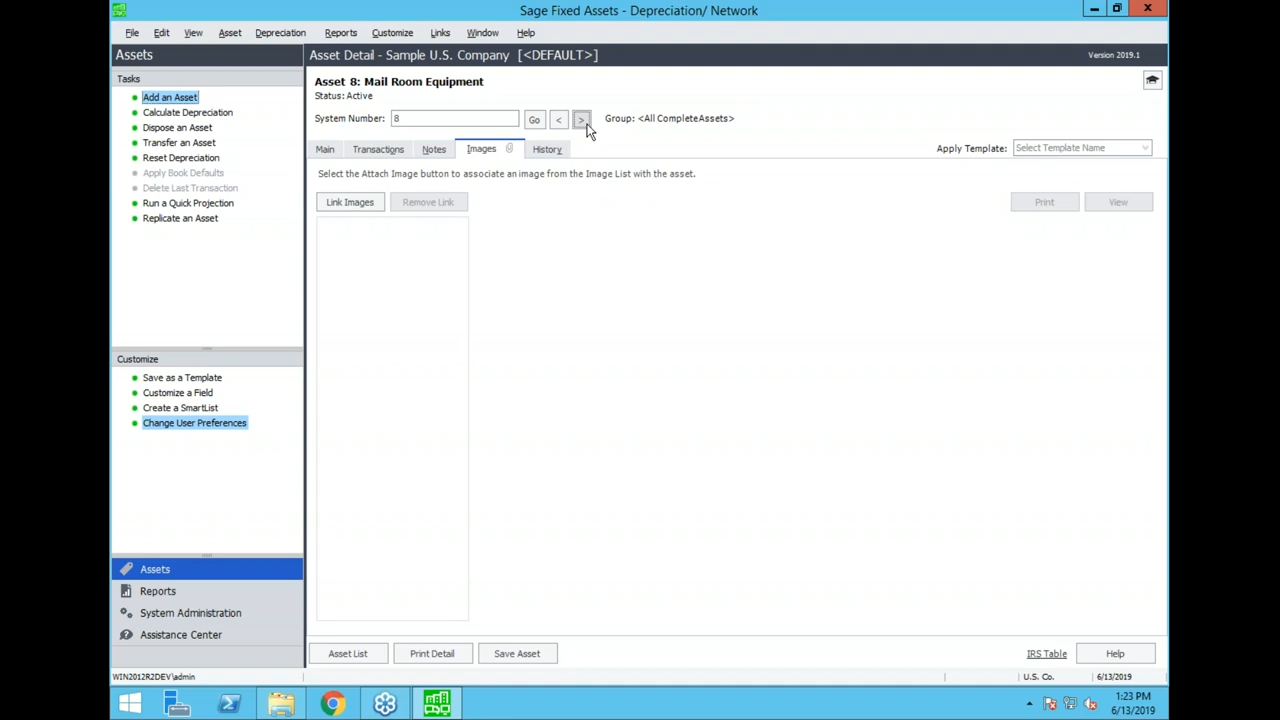 Sage Fixed Assets - Depreciation/ Network
File Edit View Asset Depreciation Reports Customize Links Window Help
Assets
Asset Detail - Sample U.S. Company [<DEFAULT>]
Version 2019.1
Tasks
Add an Asset
Calculate Depreciation
Dispose an Asset
Transfer an Asset
Reset Depreciation
Apply Book Defaults
Delete Last Transaction
Run a Quick Projection
Replicate an Asset
Customize
Save as a Template
Customize a Field
Create a SmartList
Change User Preferences
Assets
Reports
System Administration
Assistance Center
Asset 8: Mail Room Equipment
Status: Active
System Number: 8 Go < > Group: <All CompleteAssets>
Main Transactions Notes Images History
Apply Template: Select Template Name
Select the Attach Image button to associate an image from the Image List with the asset.
Link Images Remove Link Print View
Asset List Print Detail Save Asset IRS Table Help
WIN2012R2DEV\admin U.S. Co. 6/13/2019
1:23 PM
6/13/2019